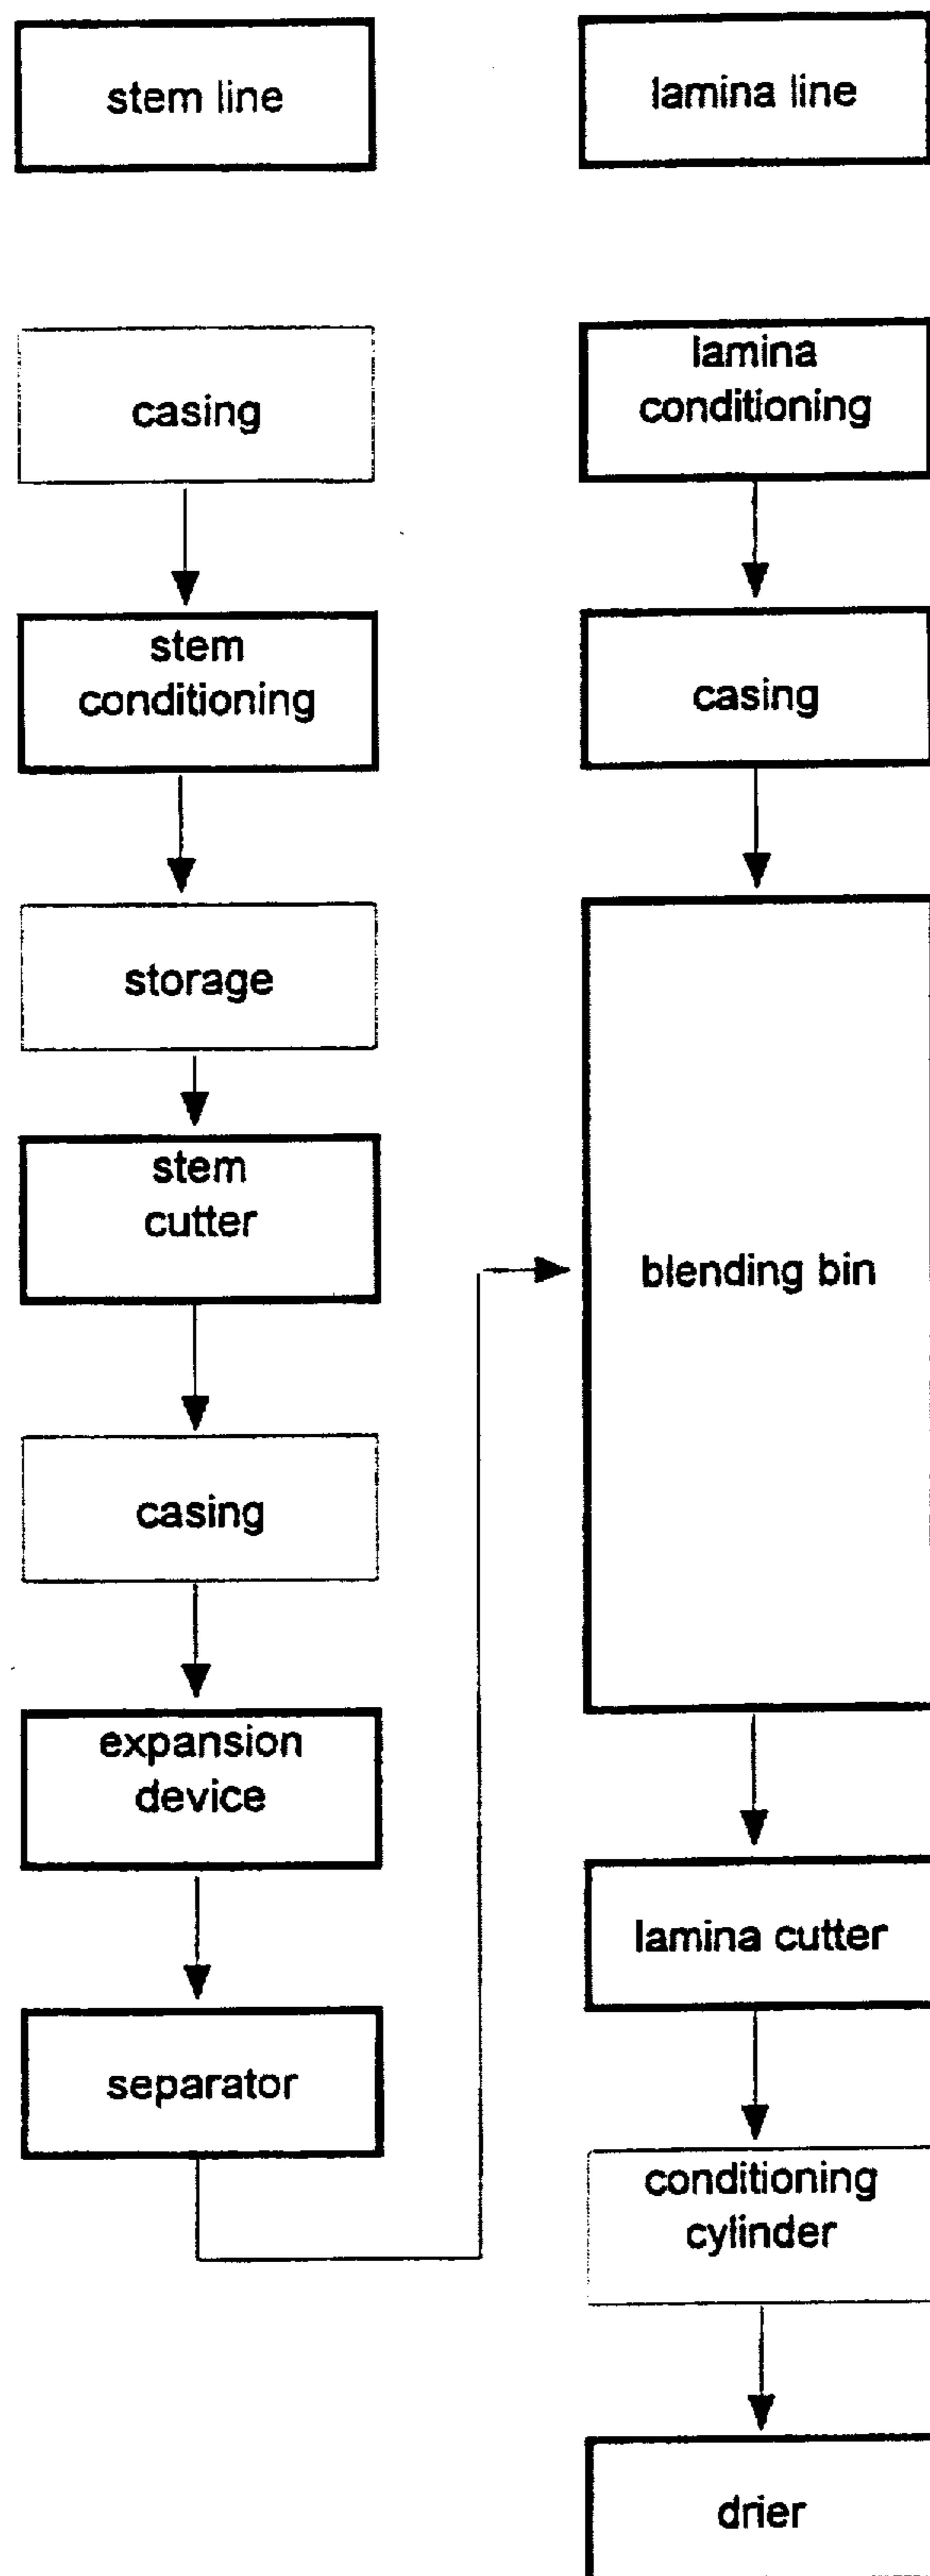 stem line
casing
stem
conditioning
storage
stem
cutter
casing
expansion
device
separator
lamina line
lamina
conditioning
casing
blending bin
lamina cutter
conditioning
cylinder
drier